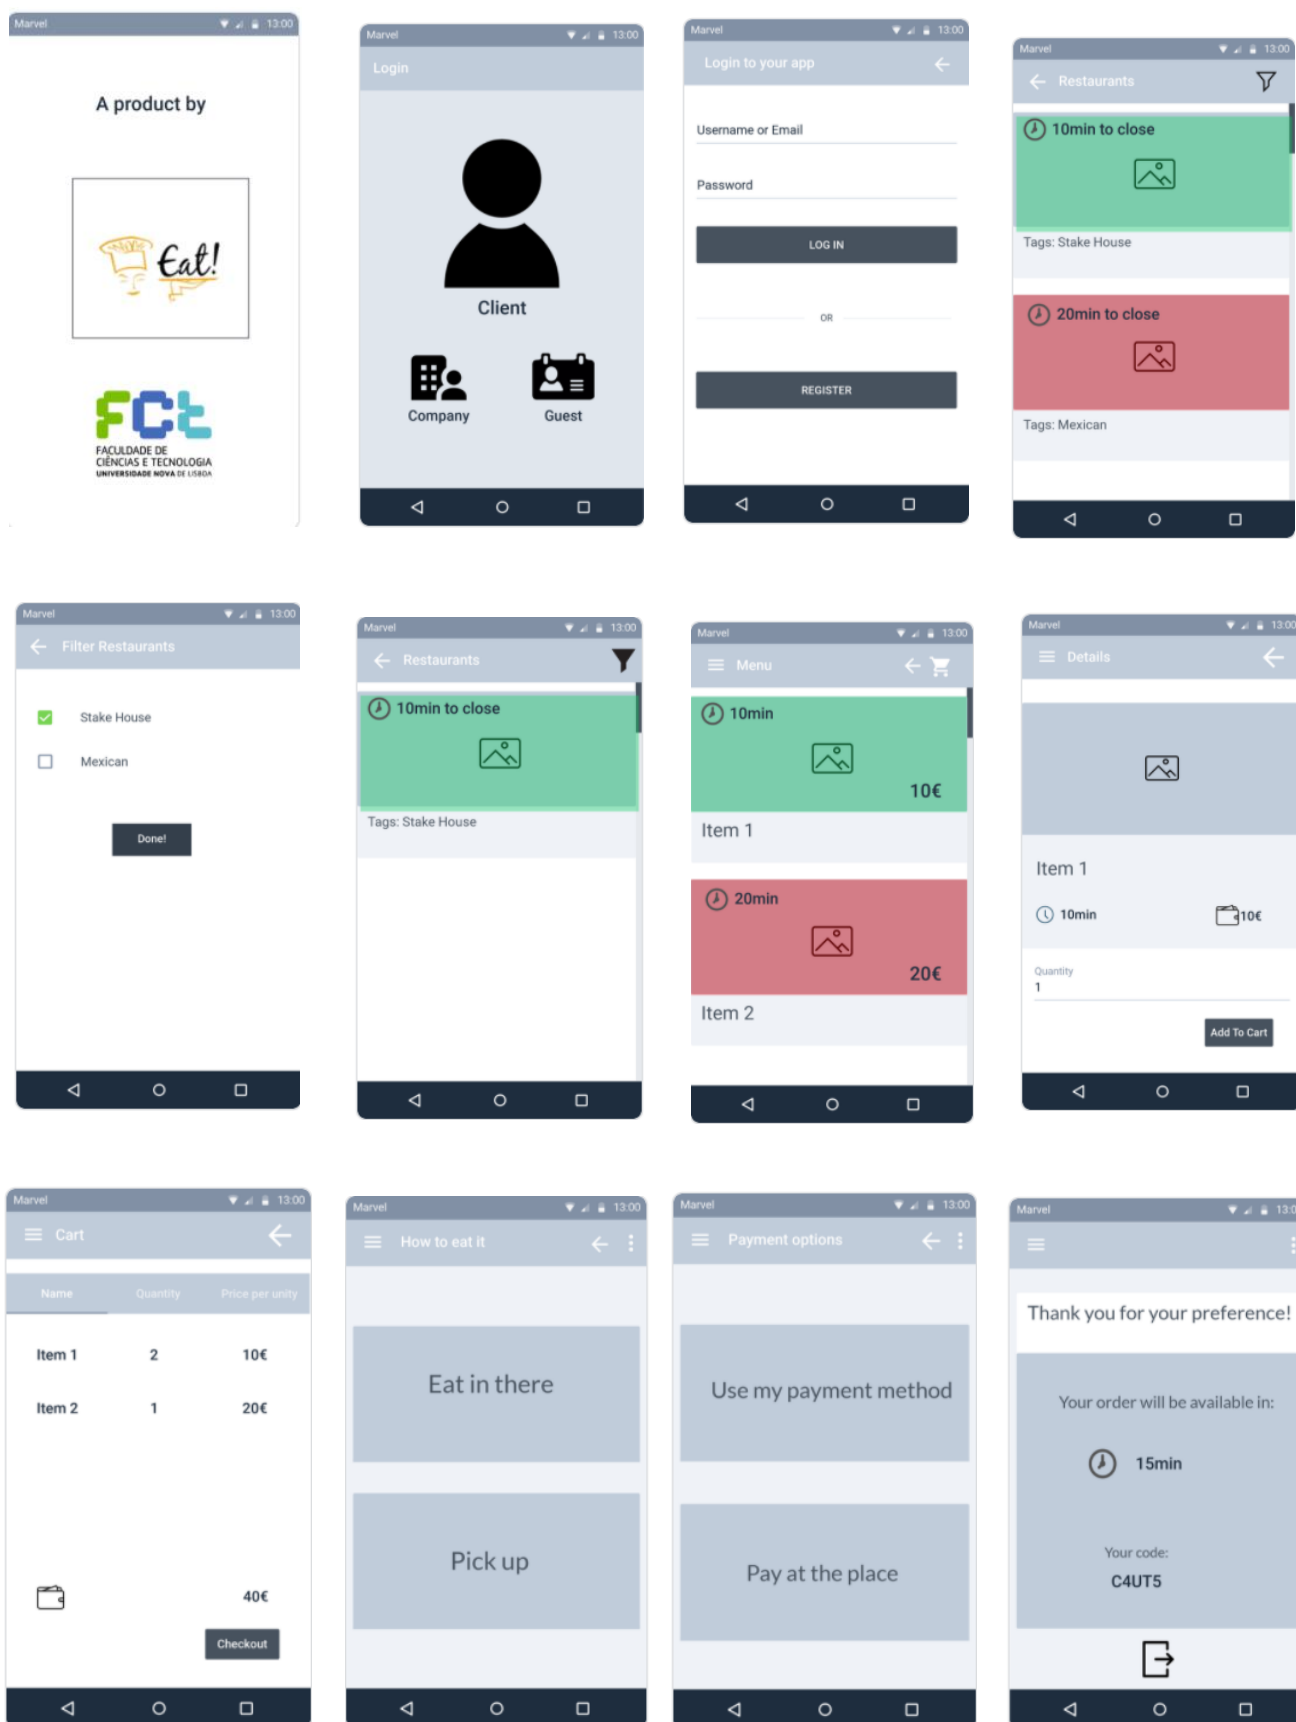 Marvel 13:00
A product by
Eat!
FCt
FACULDADE DE
CIÊNCIAS E TECNOLOGIA
UNIVERSIDADE NOVA DE LISBOA
Marvel 13:00
Login
Client
Company Guest
Marvel 13:00
Login to your app
Username or Email
Password
LOG IN
OR
REGISTER
Marvel 13:00
Restaurants
10min to close
Tags: Stake House
20min to close
Tags: Mexican
Marvel 13:00
Filter Restaurants
Stake House
Mexican
Done!
Marvel 13:00
Restaurants
10min to close
Tags: Stake House
Marvel 13:00
Menu
10min
10€
Item 1
20min
20€
Item 2
Marvel 13:00
Details
Item 1
10min 10€
Quantity
1
Add To Cart
Marvel 13:00
Cart
Name Quantity Price per unity
Item 1 2 10€
Item 2 1 20€
40€
Checkout
Marvel 13:00
How to eat it
Eat in there
Pick up
Marvel 13:00
Payment options
Use my payment method
Pay at the place
Marvel 13:0
Thank you for your preference!
Your order will be available in:
15min
Your code:
C4UT5